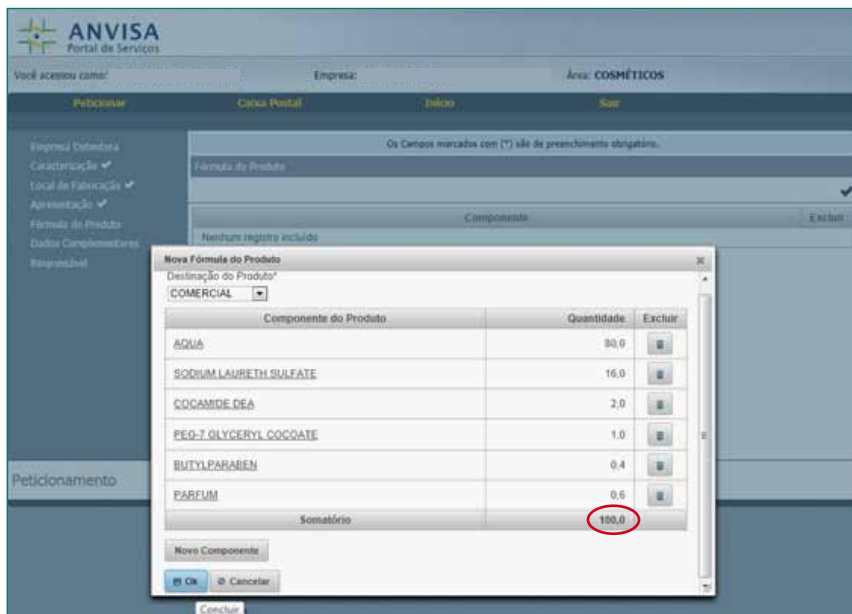 ANVISA
Portal de Serviços
Você acessou como: Empresa: Área: COSMÉTICOS
Peticionar Caixa Postal Início Sair
Os Campos marcados com (*) são de preenchimento obrigatório.
Empresa Detentora
Caracterização ✔
Local de Fabricação ✔
Apresentação ✔
Fórmula do Produto
Dados Complementares
Responsável
Fórmula do Produto
Componente Excluir
Nenhum registro incluído
Nova Fórmula do Produto
Destinação do Produto*
COMERCIAL
Componente do Produto Quantidade Excluir
AQUA 80,0
SODIUM LAURETH SULFATE 16,0
COCAMIDE DEA 2,0
PEG-7 GLYCERYL COCOATE 1,0
BUTYLPARABEN 0,4
PARFUM 0,6
Somatório 100,0
Novo Componente
Ok Cancelar
Concluir
Peticionamento